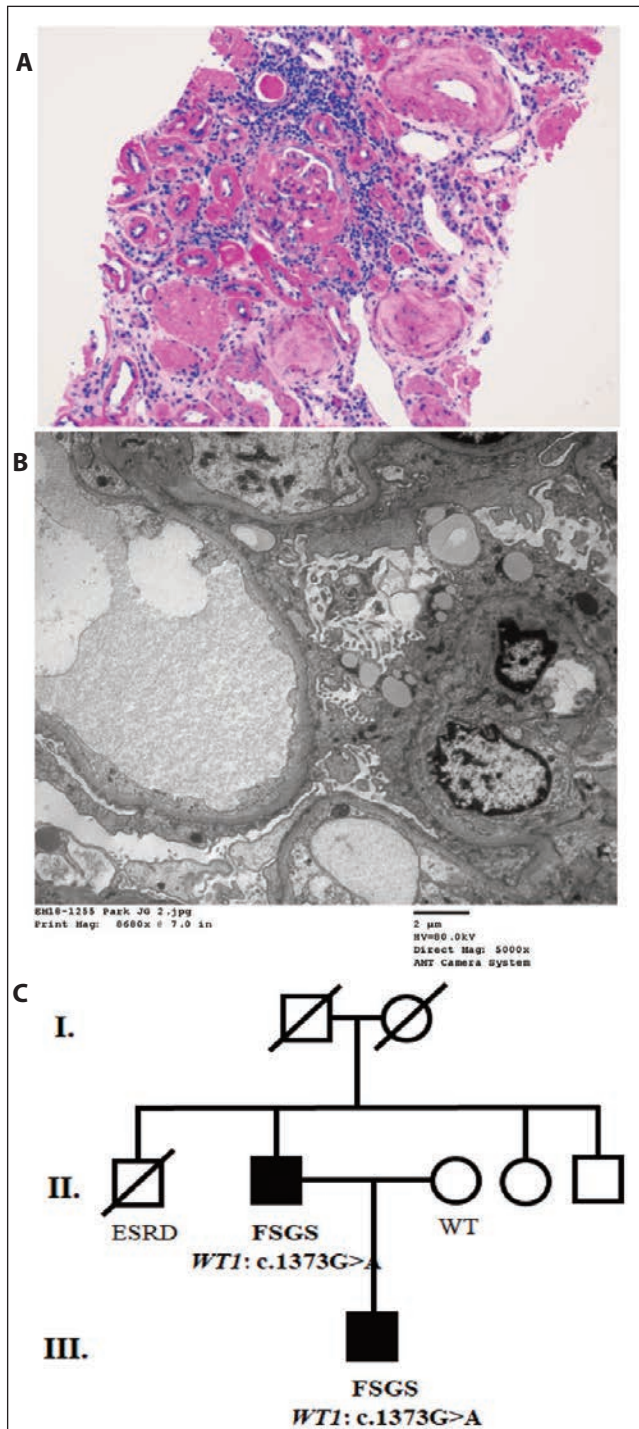 A
B
EM18-1255 Park JG 2.jpg
Print Mag: 8680x @ 7.0 in
2 µm
HV=80.0kV
Direct Mag: 5000x
AMT Camera System
C
I.
II.
ESRD
FSGS
WT1: c.1373G>A
WT
III.
FSGS
WT1: c.1373G>A